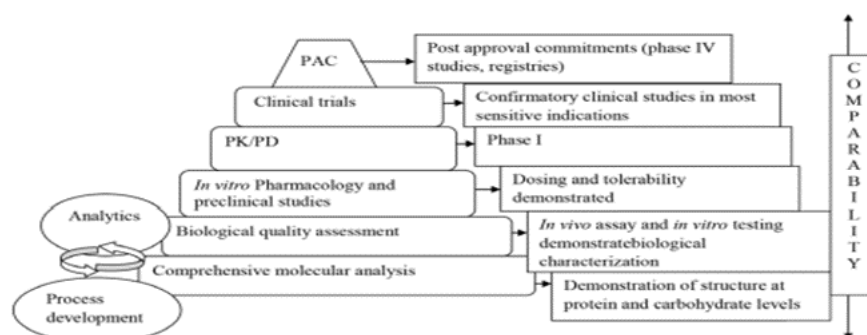 PAC
Post approval commitments (phase IV
studies, registries)
Clinical trials
Confirmatory clinical studies in most
sensitive indications
PK/PD
Phase I
In vitro Pharmacology and
preclinical studies
Dosing and tolerability
demonstrated
Analytics
Biological quality assessment
In vivo assay and in vitro testing
demonstratebiological
characterization
Comprehensive molecular analysis
Process
development
Demonstration of structure at
protein and carbohydrate levels
COMPARABILITY